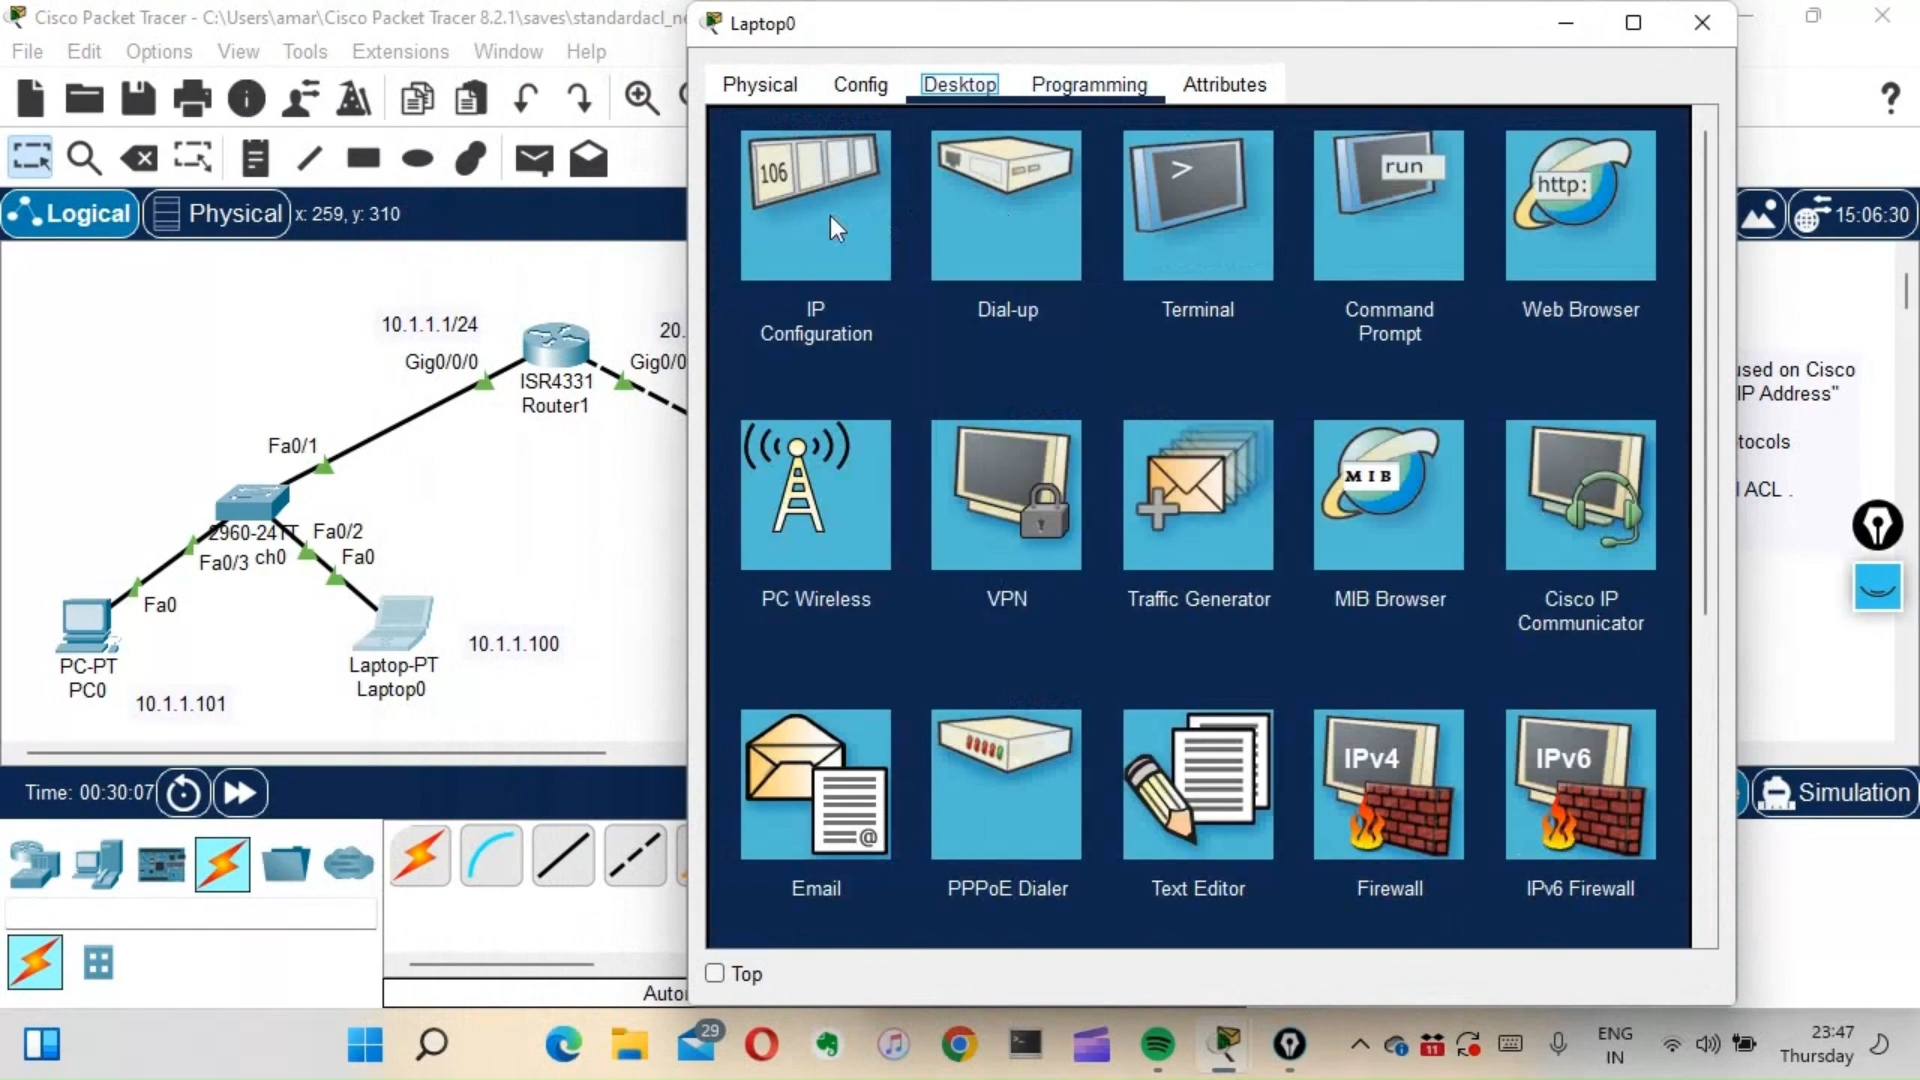 Cisco Packet Tracer - C:\Users\amar\Cisco Packet Tracer 8.2.1\saves\standardacl_ne
File Edit Options View Tools Extensions Window Help
Logical
Physical
x: 259, y: 310
10.1.1.1/24
20.
Gig0/0/0
Gig0/0
ISR4331
Router1
Fa0/1
2960-24TT
Fa0/2
Fa0/3
ch0
Fa0
Fa0
PC-PT
PC0
10.1.1.101
Laptop-PT
Laptop0
10.1.1.100
Time: 00:30:07
Auto
Laptop0
Physical Config Desktop Programming Attributes
106
>
run
http:
IP
Configuration
Dial-up
Terminal
Command
Prompt
Web Browser
MIB
PC Wireless
VPN
Traffic Generator
MIB Browser
Cisco IP
Communicator
@
IPv4
IPv6
Email
PPPoE Dialer
Text Editor
Firewall
IPv6 Firewall
Top
?
15:06:30
used on Cisco
IP Address"
tocols
ACL .
Simulation
29
11
ENG
IN
23:47
Thursday